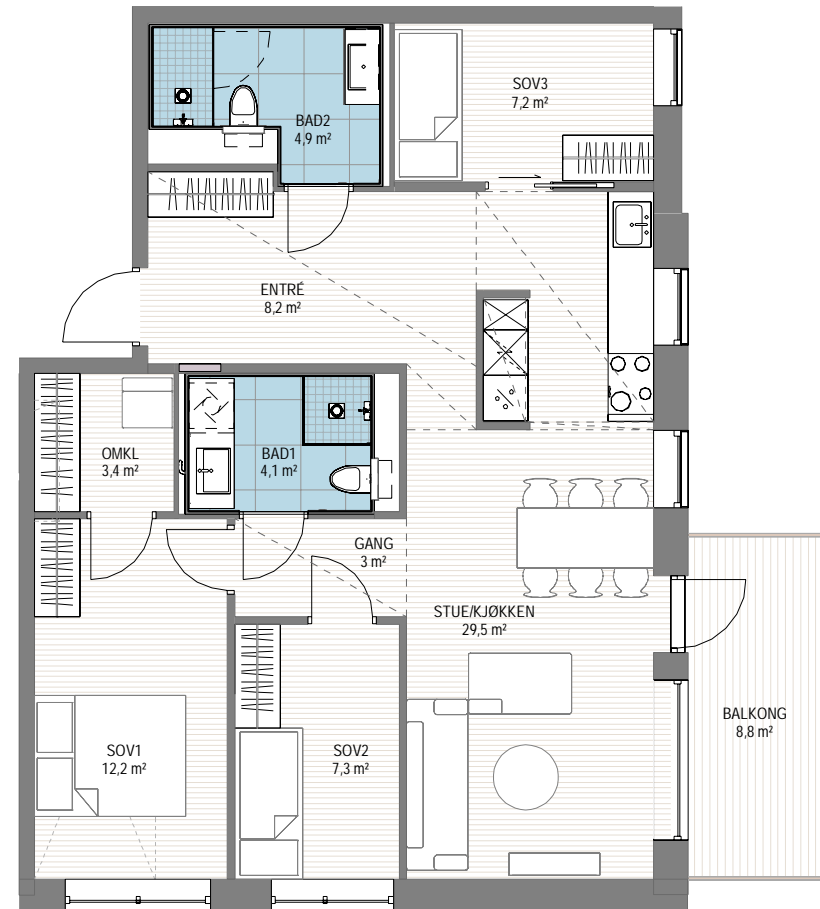 SOV3
7,2 m²
BAD2
4,9 m²
ENTRÉ
8,2 m²
OMKL
3,4 m²
BAD1
4,1 m²
GANG
3 m²
STUE/KJØKKEN
29,5 m²
BALKONG
8,8 m²
SOV1
12,2 m²
SOV2
7,3 m²